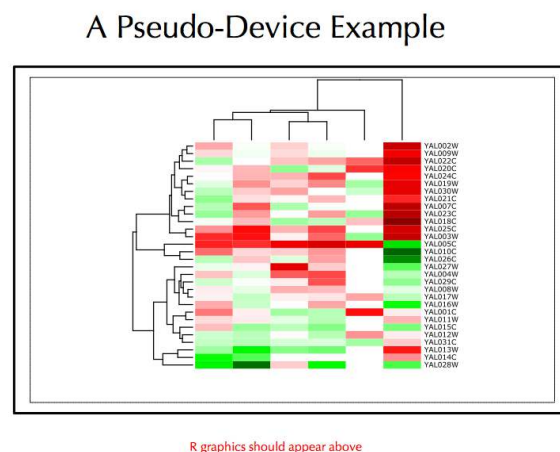 A Pseudo-Device Example
YAL002W
YAL009W
YAL022C
YAL020C
YAL024C
YAL019W
YAL030W
YAL021C
YAL007C
YAL023C
YAL018C
YAL025C
YAL003W
YAL005C
YAL010C
YAL026C
YAL027W
YAL004W
YAL029C
YAL008W
YAL017W
YAL016W
YAL001C
YAL011W
YAL015C
YAL012W
YAL031C
YAL013W
YAL014C
YAL028W
R graphics should appear above